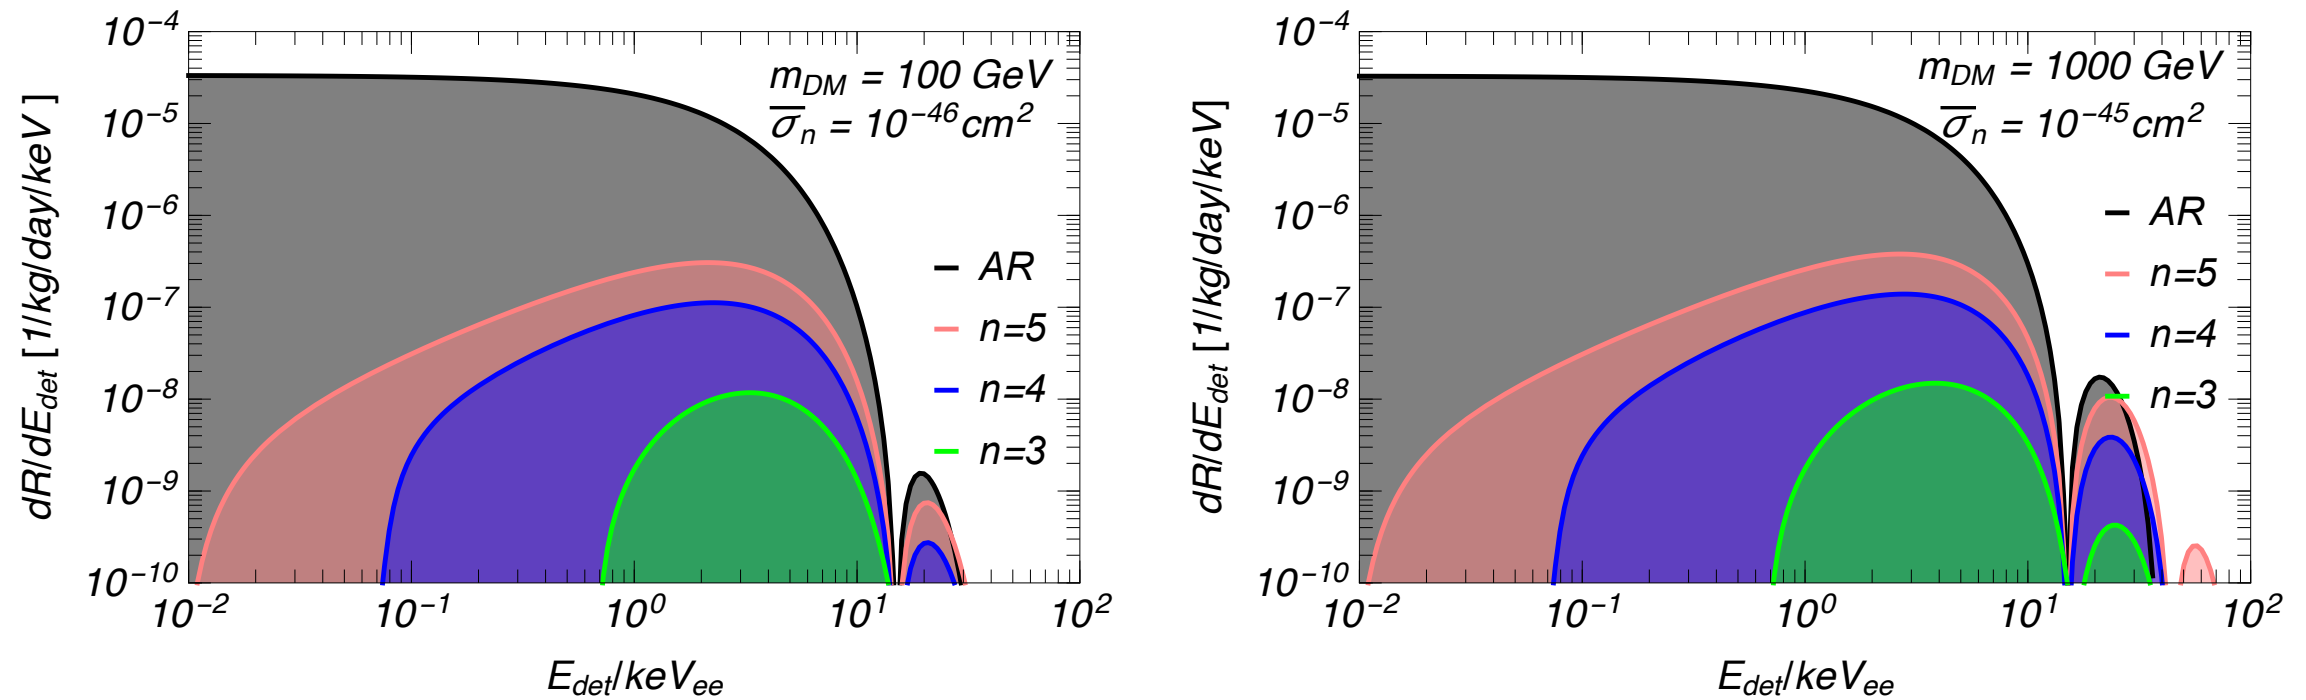 dR/dE_det [1/kg/day/keV ]
10^−4
10^−5
10^−6
10^−7
10^−8
10^−9
10^−10
m_DM = 100 GeV
σ̅_n = 10^−46 cm^2
AR
n=5
n=4
n=3
10^−2
10^−1
10^0
10^1
10^2
E_det/keV_ee
dR/dE_det [1/kg/day/keV]
10^−4
10^−5
10^−6
10^−7
10^−8
10^−9
10^−10
m_DM = 1000 GeV
σ̅_n = 10^−45 cm^2
AR
n=5
n=4
n=3
10^−2
10^−1
10^0
10^1
10^2
E_det/keV_ee